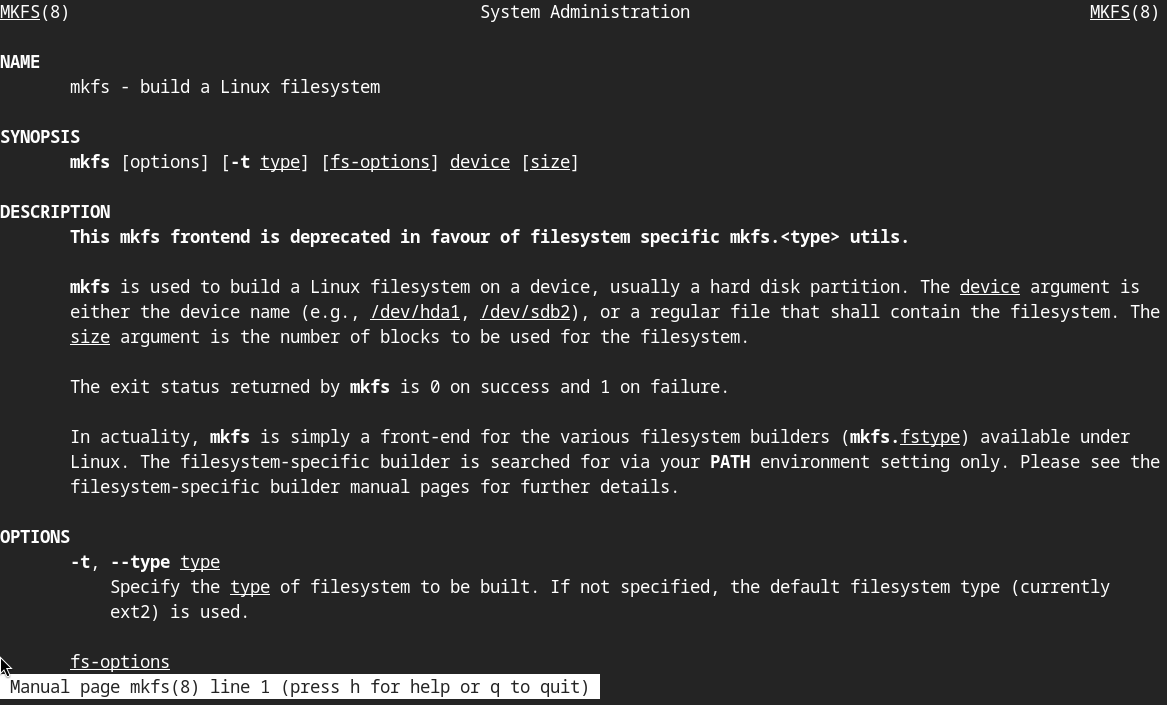 MKFS(8) System Administration MKFS(8)
NAME
mkfs - build a Linux filesystem
SYNOPSIS
mkfs [options] [-t type] [fs-options] device [size]
DESCRIPTION
This mkfs frontend is deprecated in favour of filesystem specific mkfs.<type> utils.
mkfs is used to build a Linux filesystem on a device, usually a hard disk partition. The device argument is
either the device name (e.g., /dev/hda1, /dev/sdb2), or a regular file that shall contain the filesystem. The
size argument is the number of blocks to be used for the filesystem.
The exit status returned by mkfs is 0 on success and 1 on failure.
In actuality, mkfs is simply a front-end for the various filesystem builders (mkfs.fstype) available under
Linux. The filesystem-specific builder is searched for via your PATH environment setting only. Please see the
filesystem-specific builder manual pages for further details.
OPTIONS
-t, --type type
Specify the type of filesystem to be built. If not specified, the default filesystem type (currently
ext2) is used.
fs-options
Manual page mkfs(8) line 1 (press h for help or q to quit)